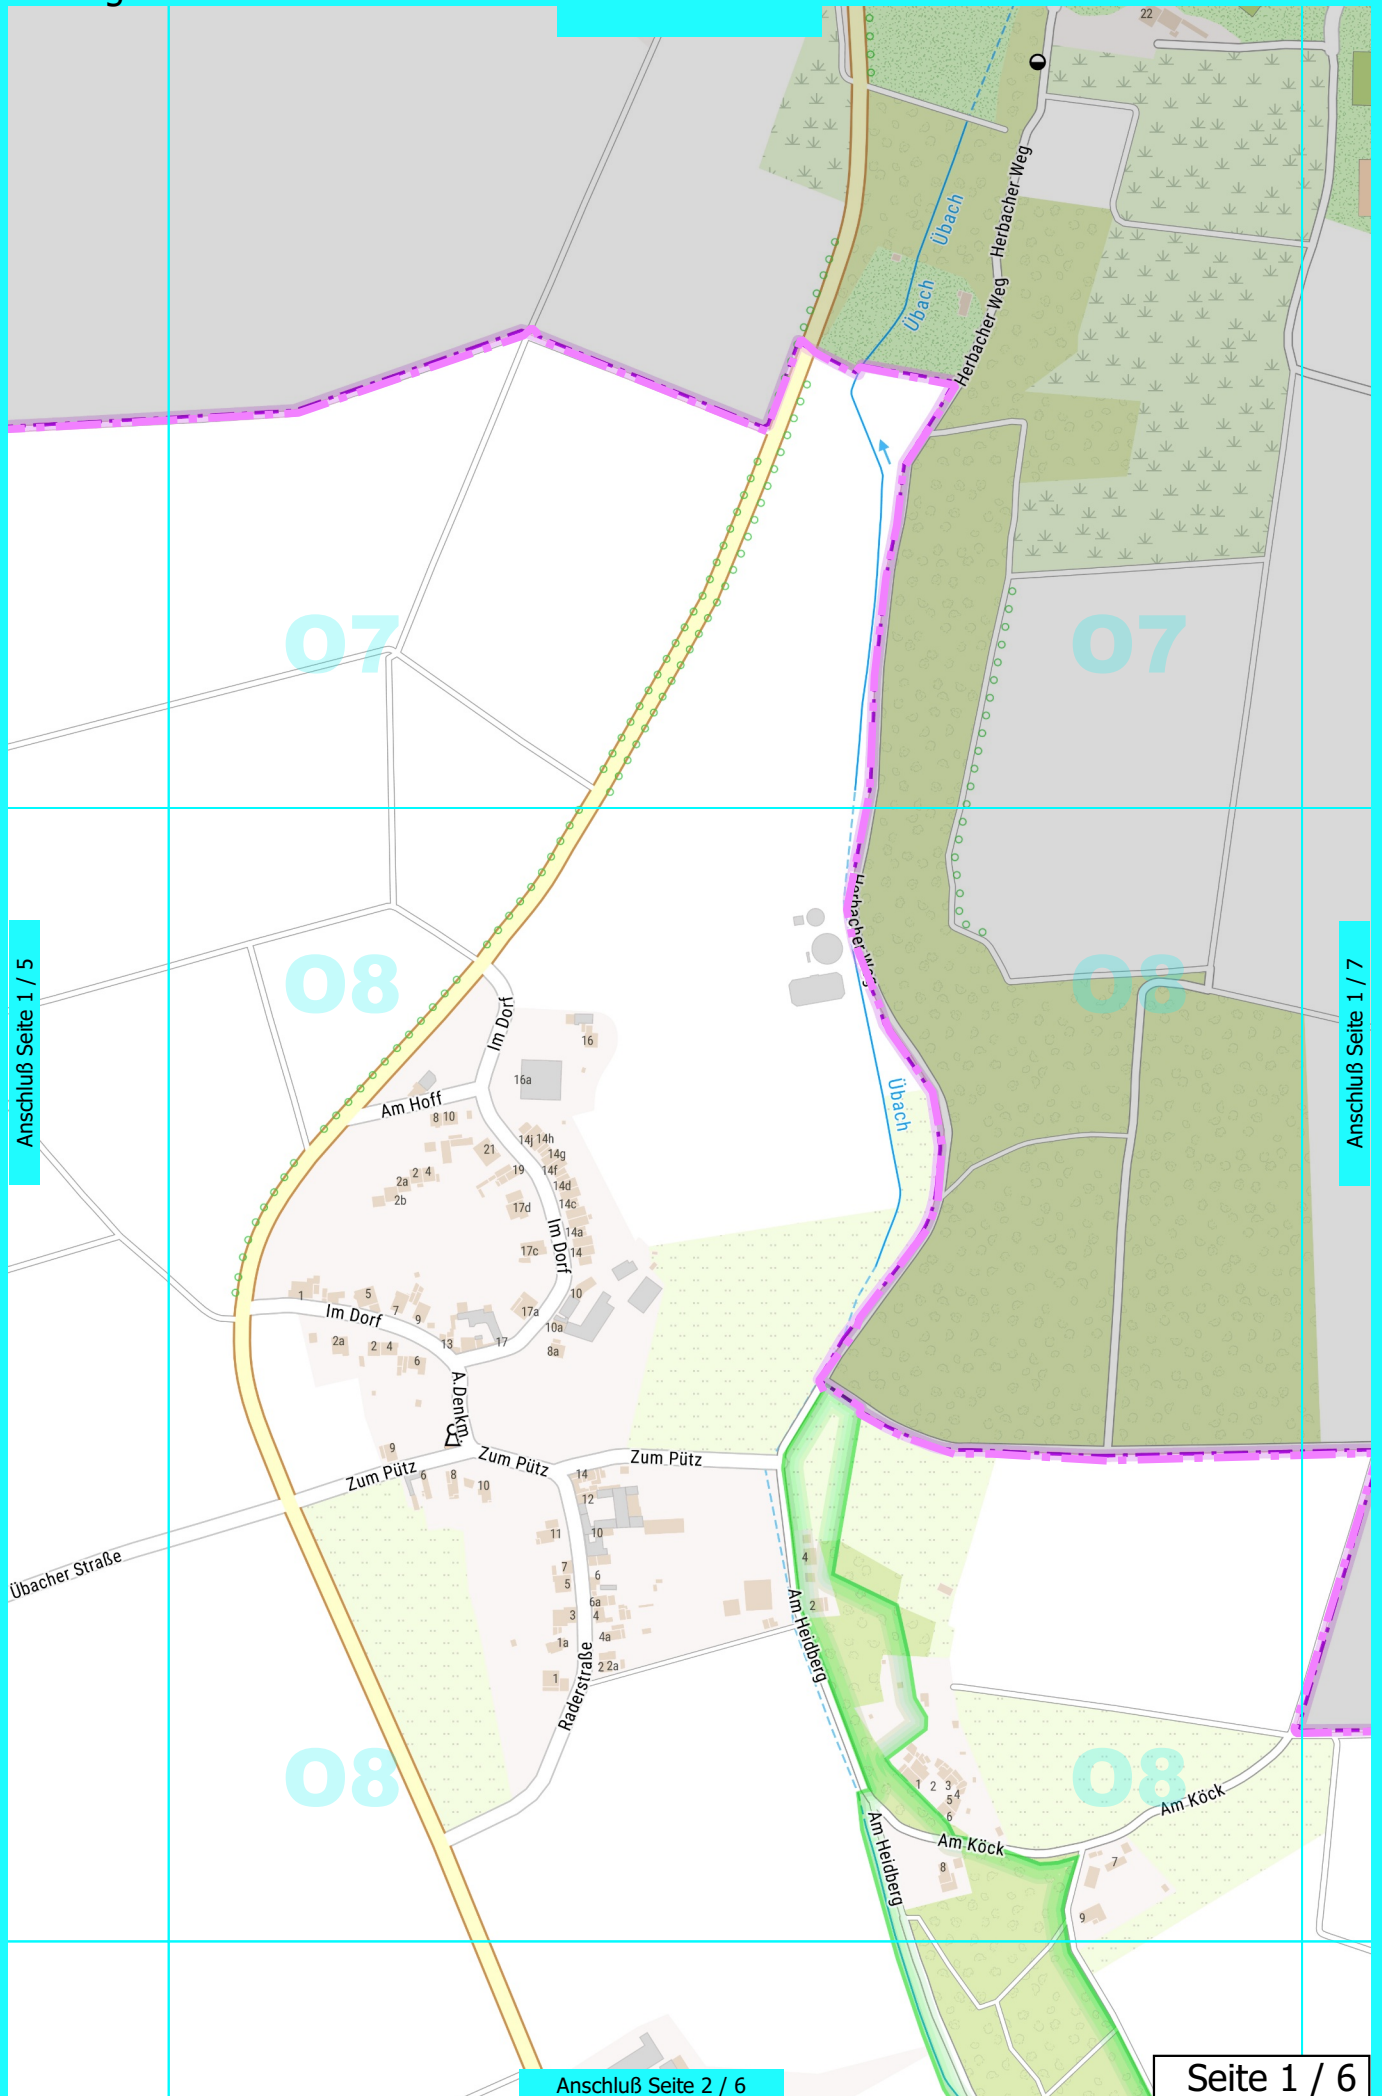 22
Herbacher Weg
Übach
Herbacher Weg
Übach
O7
O7
Herbacher Weg
O8
O8
Anschluß Seite 1 / 5
Anschluß Seite 1 / 7
Im Dorf
16
16a
Am Hoff
8 10
Übach
14j 14h
21
14g
19
14f
2 4
2a
14d
2b
14c
17d
Im Dorf
14a
17c
14
1
5
10
7
17a
Im Dorf
9
10a
2a
2 4
13
17
8a
6
A.Denkm.
9
Zum Pütz
Zum Pütz
Zum Pütz
6
8
10
14
12
11
10
Übacher Straße
4
7
5
6
6a
2
3
4
Am Heidberg
1a
4a
1
2 2a
Raderstraße
O8
O8
1
2
3
4
5
6
Am Köck
Am Heidberg
Am Köck
8
7
9
Anschluß Seite 2 / 6
Seite 1 / 6